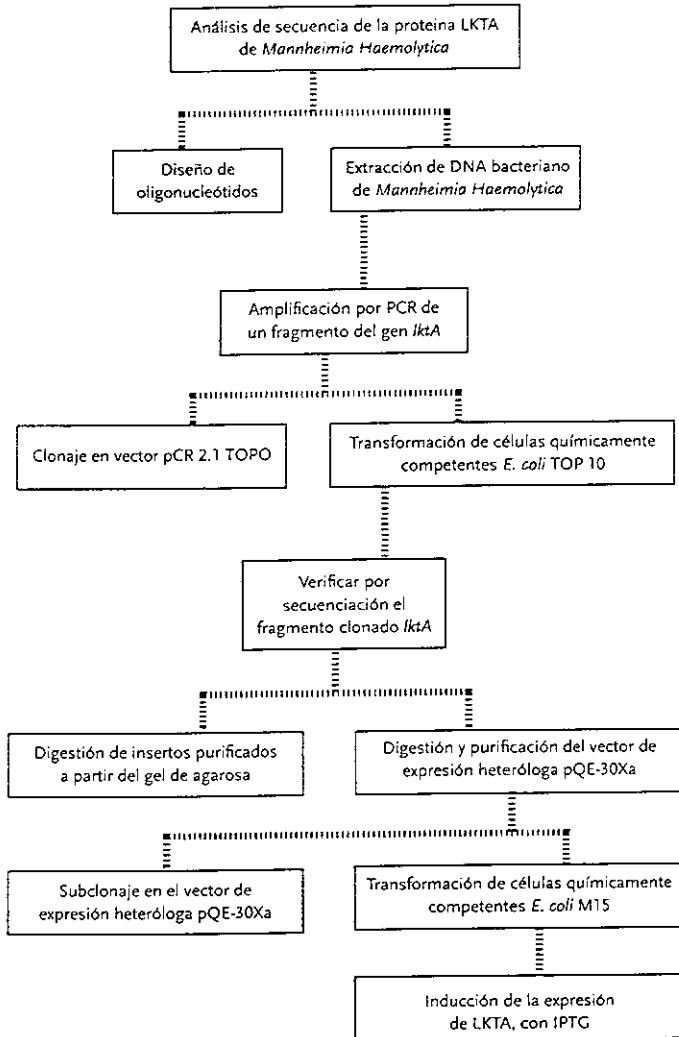 Análisis de secuencia de la proteina LKTA
de Mannheimia Haemolytica
Diseño de
oligonucleótidos
Extracción de DNA bacteriano
de Mannheimia Haemolytica
Amplificación por PCR de
un fragmento del gen lktA
Clonaje en vector pCR 2.1 TOPO
Transformación de células químicamente
competentes E. coli TOP 10
Verificar por
secuenciación el
fragmento clonado lktA
Digestión de insertos purificados
a partir del gel de agarosa
Digestión y purificación del vector de
expresión heteróloga pQE-30Xa
Subclonaje en el vector de
expresión heteróloga pQE-30Xa
Transformación de células químicamente
competentes E. coli M15
Inducción de la expresión
de LKTA, con IPTG